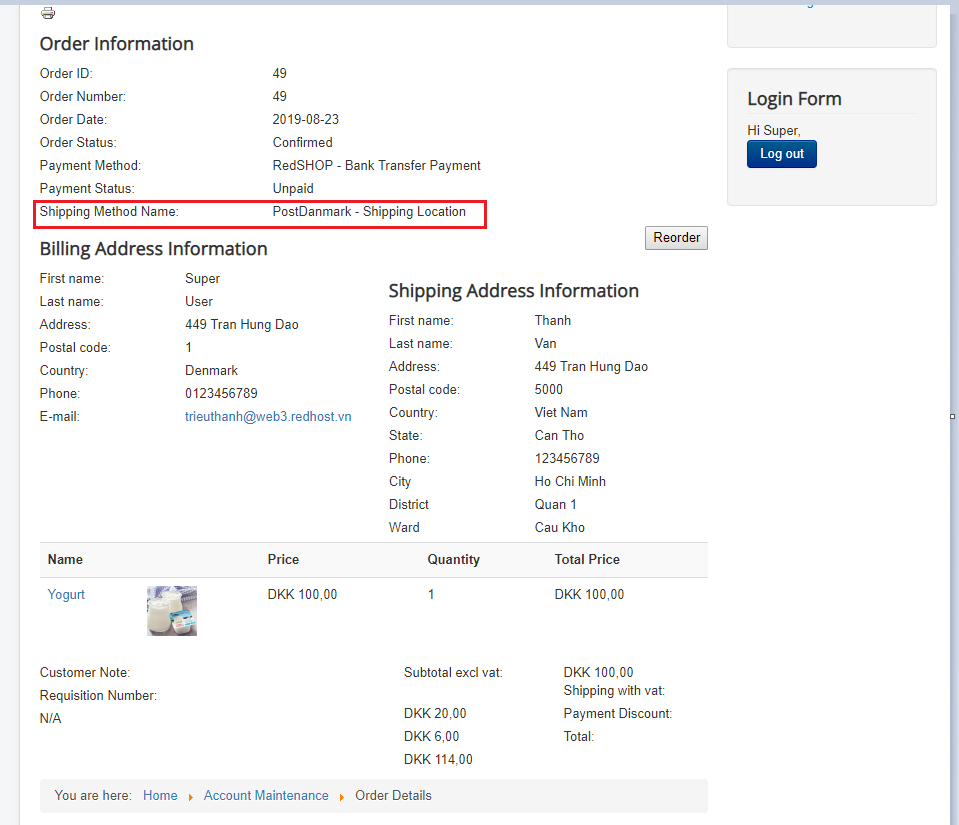 Order Information
Order ID: 49
Order Number: 49
Order Date: 2019-08-23
Order Status: Confirmed
Payment Method: RedSHOP - Bank Transfer Payment
Payment Status: Unpaid
Shipping Method Name: PostDanmark - Shipping Location
Reorder
Billing Address Information
First name: Super
Last name: User
Address: 449 Tran Hung Dao
Postal code: 1
Country: Denmark
Phone: 0123456789
E-mail: trieuthanh@web3.redhost.vn
Shipping Address Information
First name: Thanh
Last name: Van
Address: 449 Tran Hung Dao
Postal code: 5000
Country: Viet Nam
State: Can Tho
Phone: 123456789
City Ho Chi Minh
District Quan 1
Ward Cau Kho
Name Price Quantity Total Price
Yogurt DKK 100,00 1 DKK 100,00
Customer Note:
Requisition Number:
N/A
Subtotal excl vat: DKK 100,00
Shipping with vat:
DKK 20,00 Payment Discount:
DKK 6,00 Total:
DKK 114,00
You are here: Home Account Maintenance Order Details
Login Form
Hi Super,
Log out